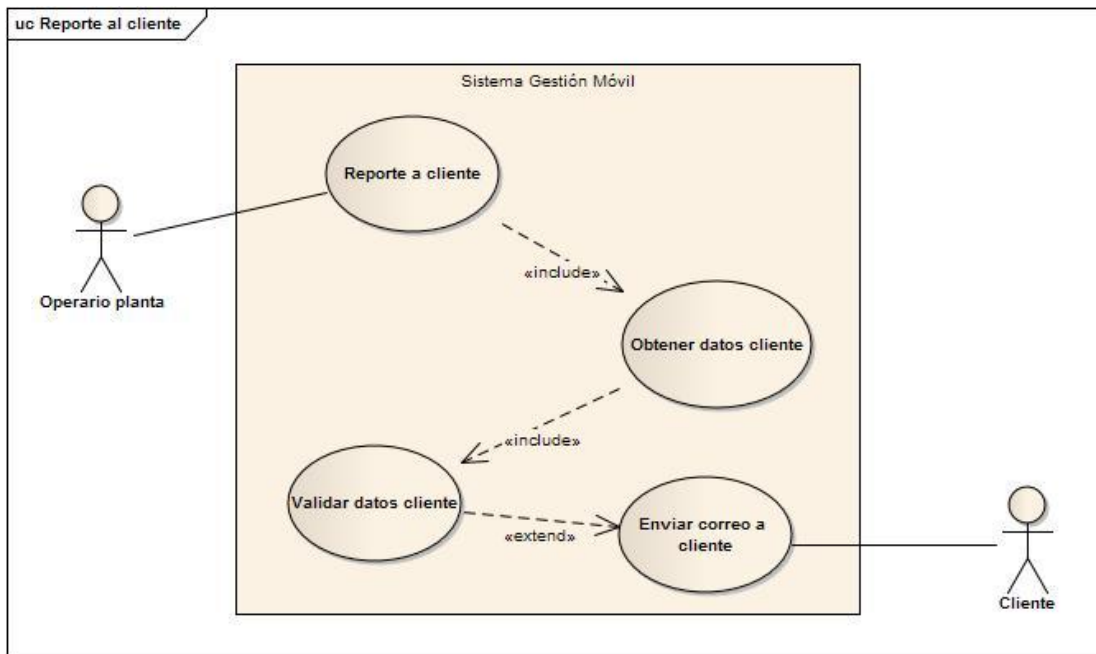 uc Reporte al cliente
Sistema Gestión Móvil
Reporte a cliente
Operario planta
«include»
Obtener datos cliente
«include»
Validar datos cliente
«extend»
Enviar correo a
cliente
Cliente